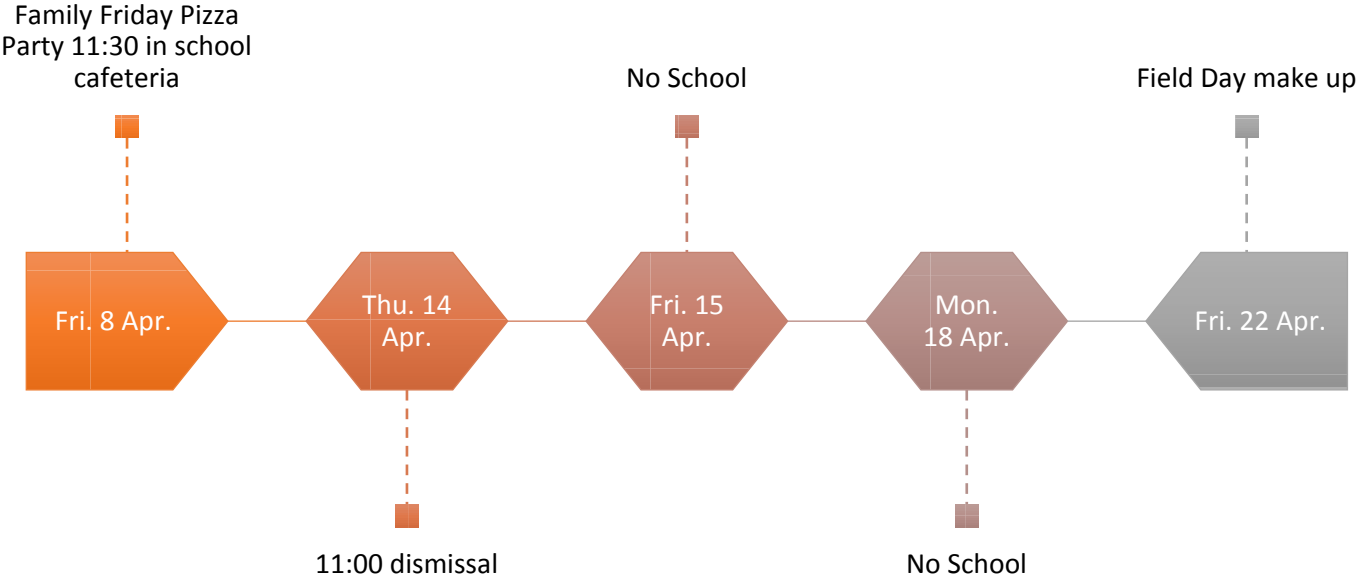 Family Friday Pizza
Party 11:30 in school
cafeteria
No School
Field Day make up
Fri. 8 Apr.
Thu. 14
Apr.
Fri. 15
Apr.
Mon.
18 Apr.
Fri. 22 Apr.
11:00 dismissal
No School